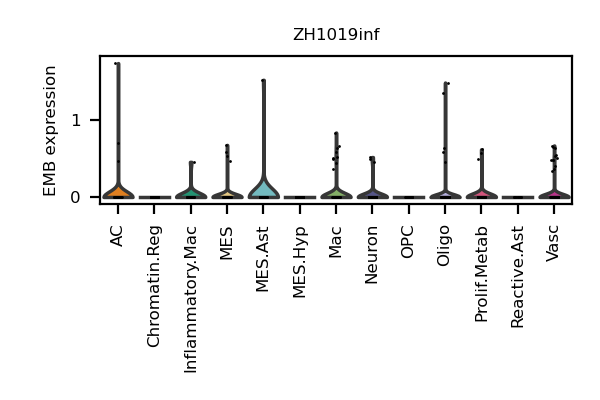 ZH1019inf
EMB expression
1
0
AC
Chromatin.Reg
Inflammatory.Mac
MES
MES.Ast
MES.Hyp
Mac
Neuron
OPC
Oligo
Prolif.Metab
Reactive.Ast
Vasc